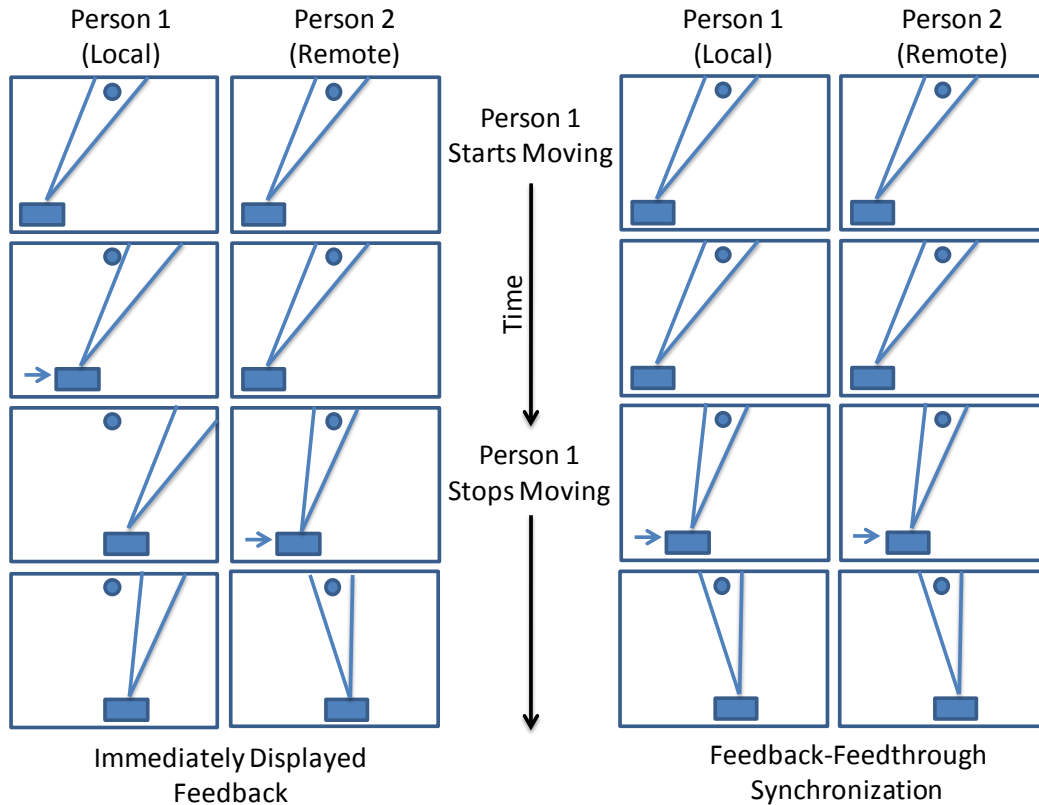 Person 1
(Local)
Person 2
(Remote)
Person 1
(Local)
Person 2
(Remote)
Person 1
Starts Moving
Time
Person 1
Stops Moving
Immediately Displayed
Feedback
Feedback-Feedthrough
Synchronization